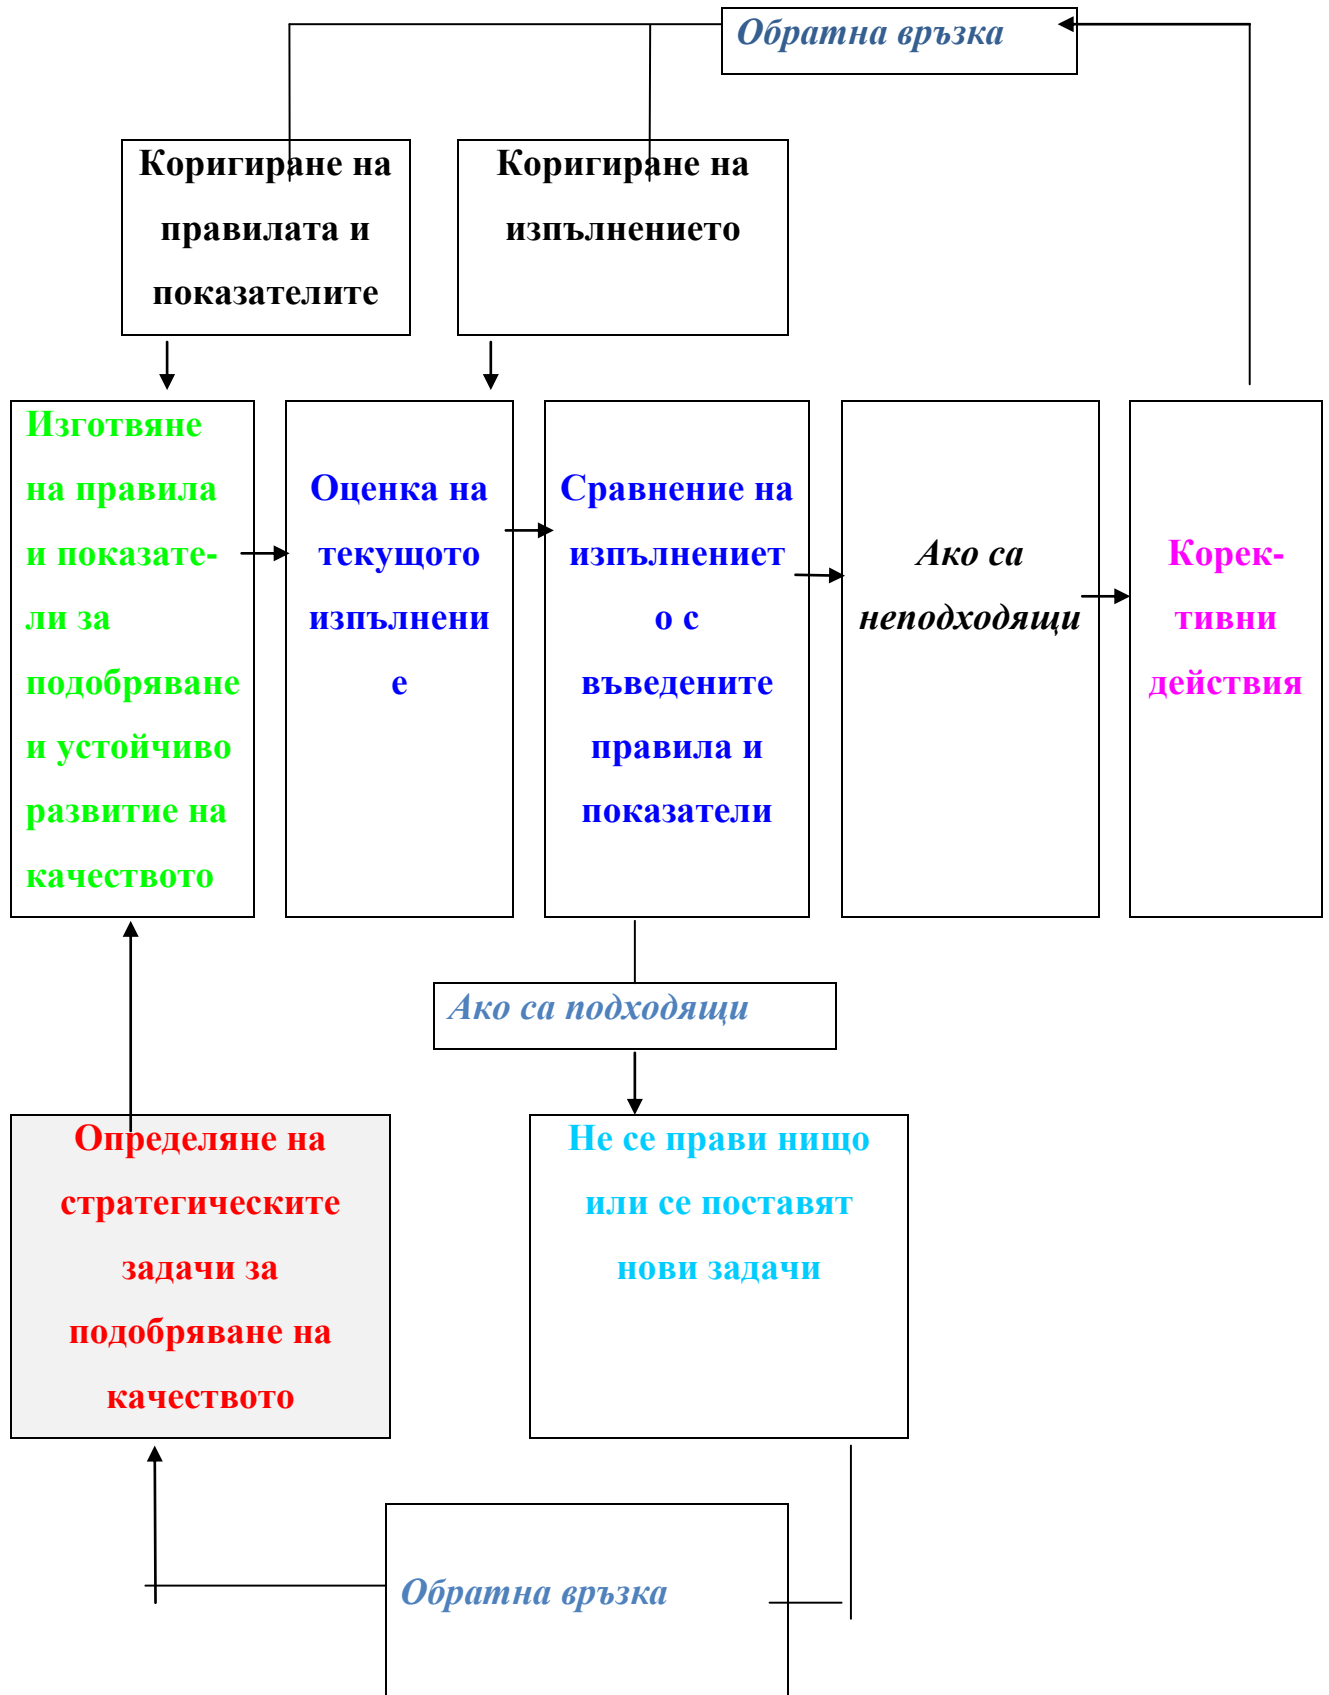 Обратна връзка
Коригиране на
правилата и
показателите
Коригиране на
изпълнението
Изготвяне
на правила
и показате-
ли за
подобряване
и устойчиво
развитие на
качеството
Оценка на
текущото
изпълнени
е
Сравнение на
изпълнениет
о с
въведените
правила и
показатели
Ако са
неподходящи
Корек-
тивни
действия
Ако са подходящи
Определяне на
стратегическите
задачи за
подобряване на
качеството
Не се прави нищо
или се поставят
нови задачи
Обратна връзка